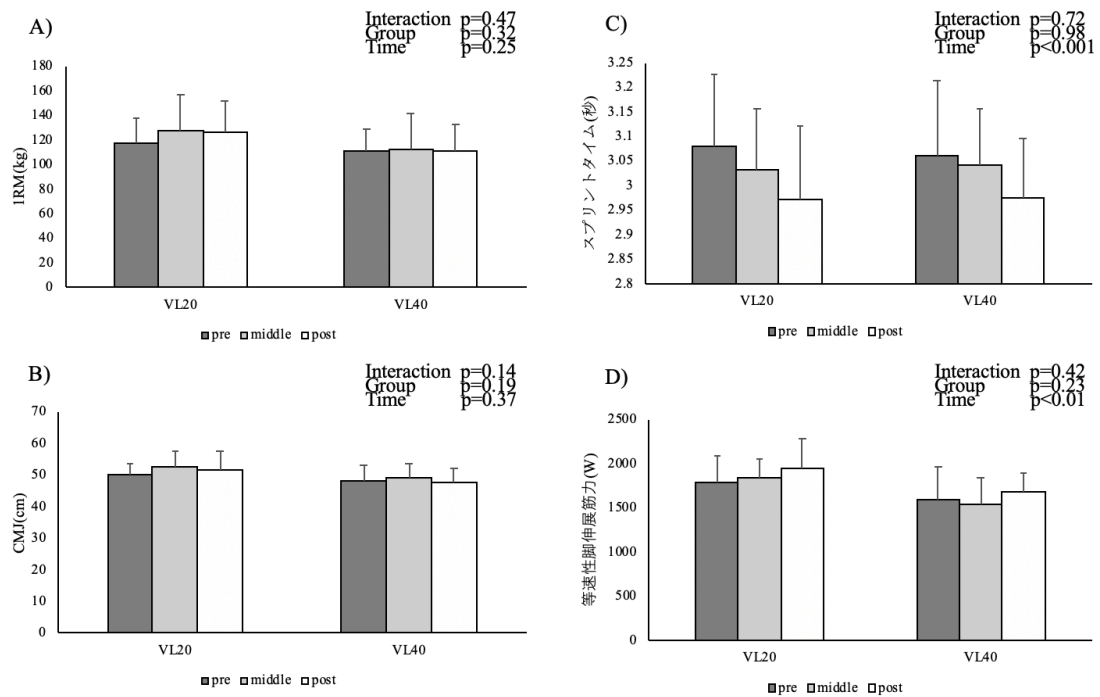 A)
Interaction p=0.47
Group p=0.32
Time p=0.25
180
160
140
120
100
80
60
40
20
0
1RM(kg)
VL20 VL40
pre middle post
C)
Interaction p=0.72
Group p=0.98
Time p<0.001
3.25
3.2
3.15
3.1
3.05
3
2.95
2.9
2.85
2.8
スプリントタイム(秒)
VL20 VL40
pre middle post
B)
Interaction p=0.14
Group p=0.19
Time p=0.37
70
60
50
40
30
20
10
0
CMJ(cm)
VL20 VL40
pre middle post
D)
Interaction p=0.42
Group p=0.23
Time p<0.01
2500
2000
1500
1000
500
0
等速性脚伸展筋力(W)
VL20 VL40
pre middle post